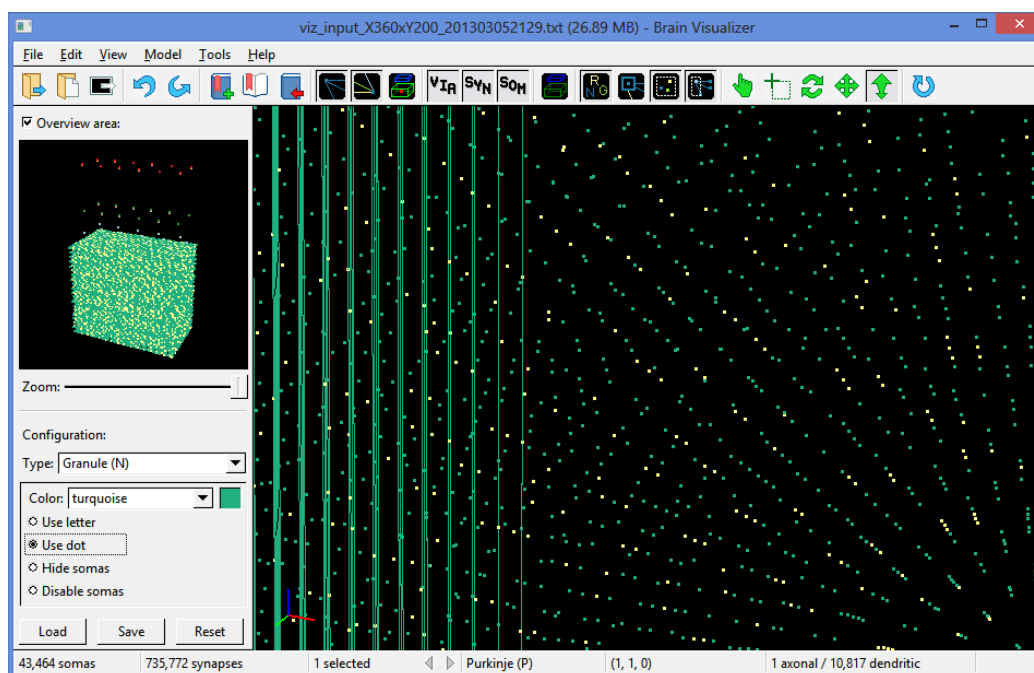 viz_input_X360xY200_201303052129.txt (26.89 MB) - Brain Visualizer
File Edit View Model Tools Help
VIA SYN SOM R N G
Overview area:
Zoom:
Configuration:
Type: Granule (N)
Color: turquoise
Use letter
Use dot
Hide somas
Disable somas
Load Save Reset
43,464 somas 735,772 synapses 1 selected Purkinje (P) (1, 1, 0) 1 axonal / 10,817 dendritic